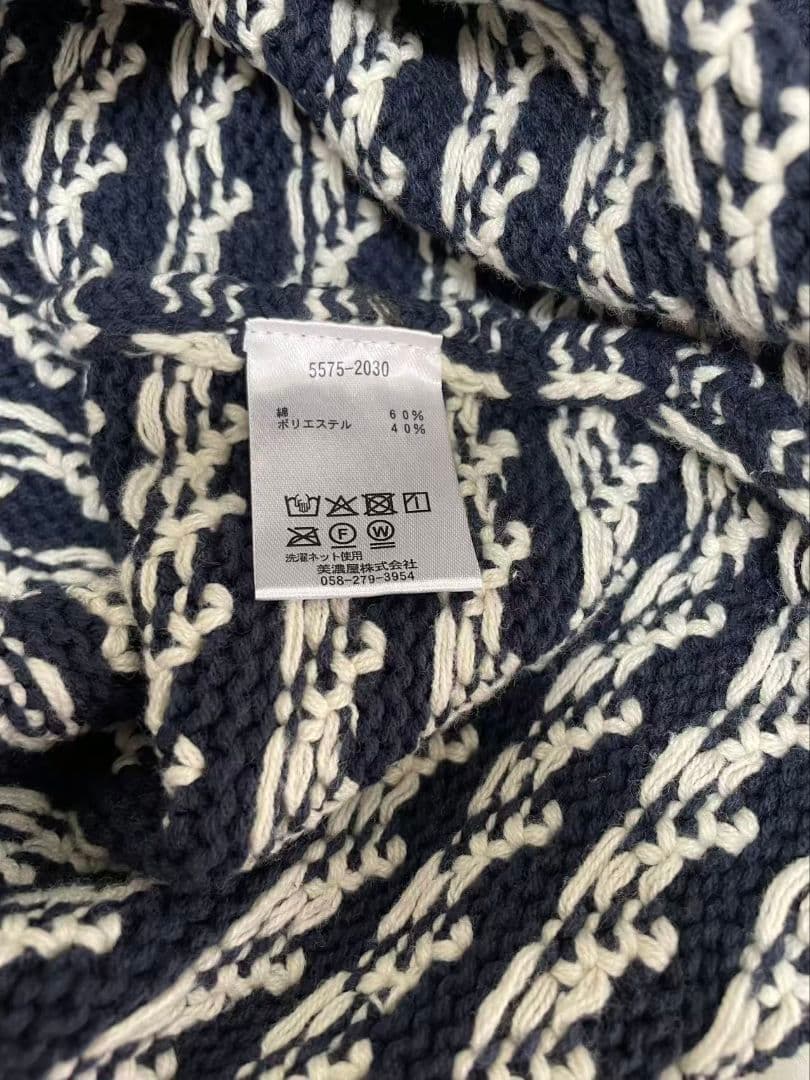 5575-2030
綿 60%
ポリエステル 40%
F W
洗濯ネット使用
美濃屋株式会社
058-279-3954